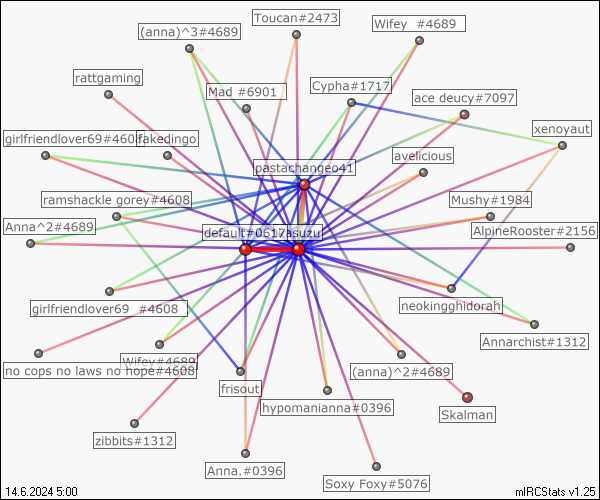 Toucan#2473
(anna)^3#4689
Wifey  #4689
rattgaming
Mad #6901
Cypha#1717
ace deucy#7097
xenoyaut
girlfriendlover69#4608
fakedingo
avelicious
pastachangeo41
ramshackle gorey#4608
Mushy#1984
Anna^2#4689
default#0617
asuzu
AlpineRooster#2156
girlfriendlover69  #4608
neokingghidorah
Annarchist#1312
no cops no laws no hope#4608
Wifey#4689
(anna)^2#4689
frisout
hypomanianna#0396
Skalman
zibbits#1312
Anna.#0396
Soxy Foxy#5076
14.6.2024 5:00
mIRCStats v1.25